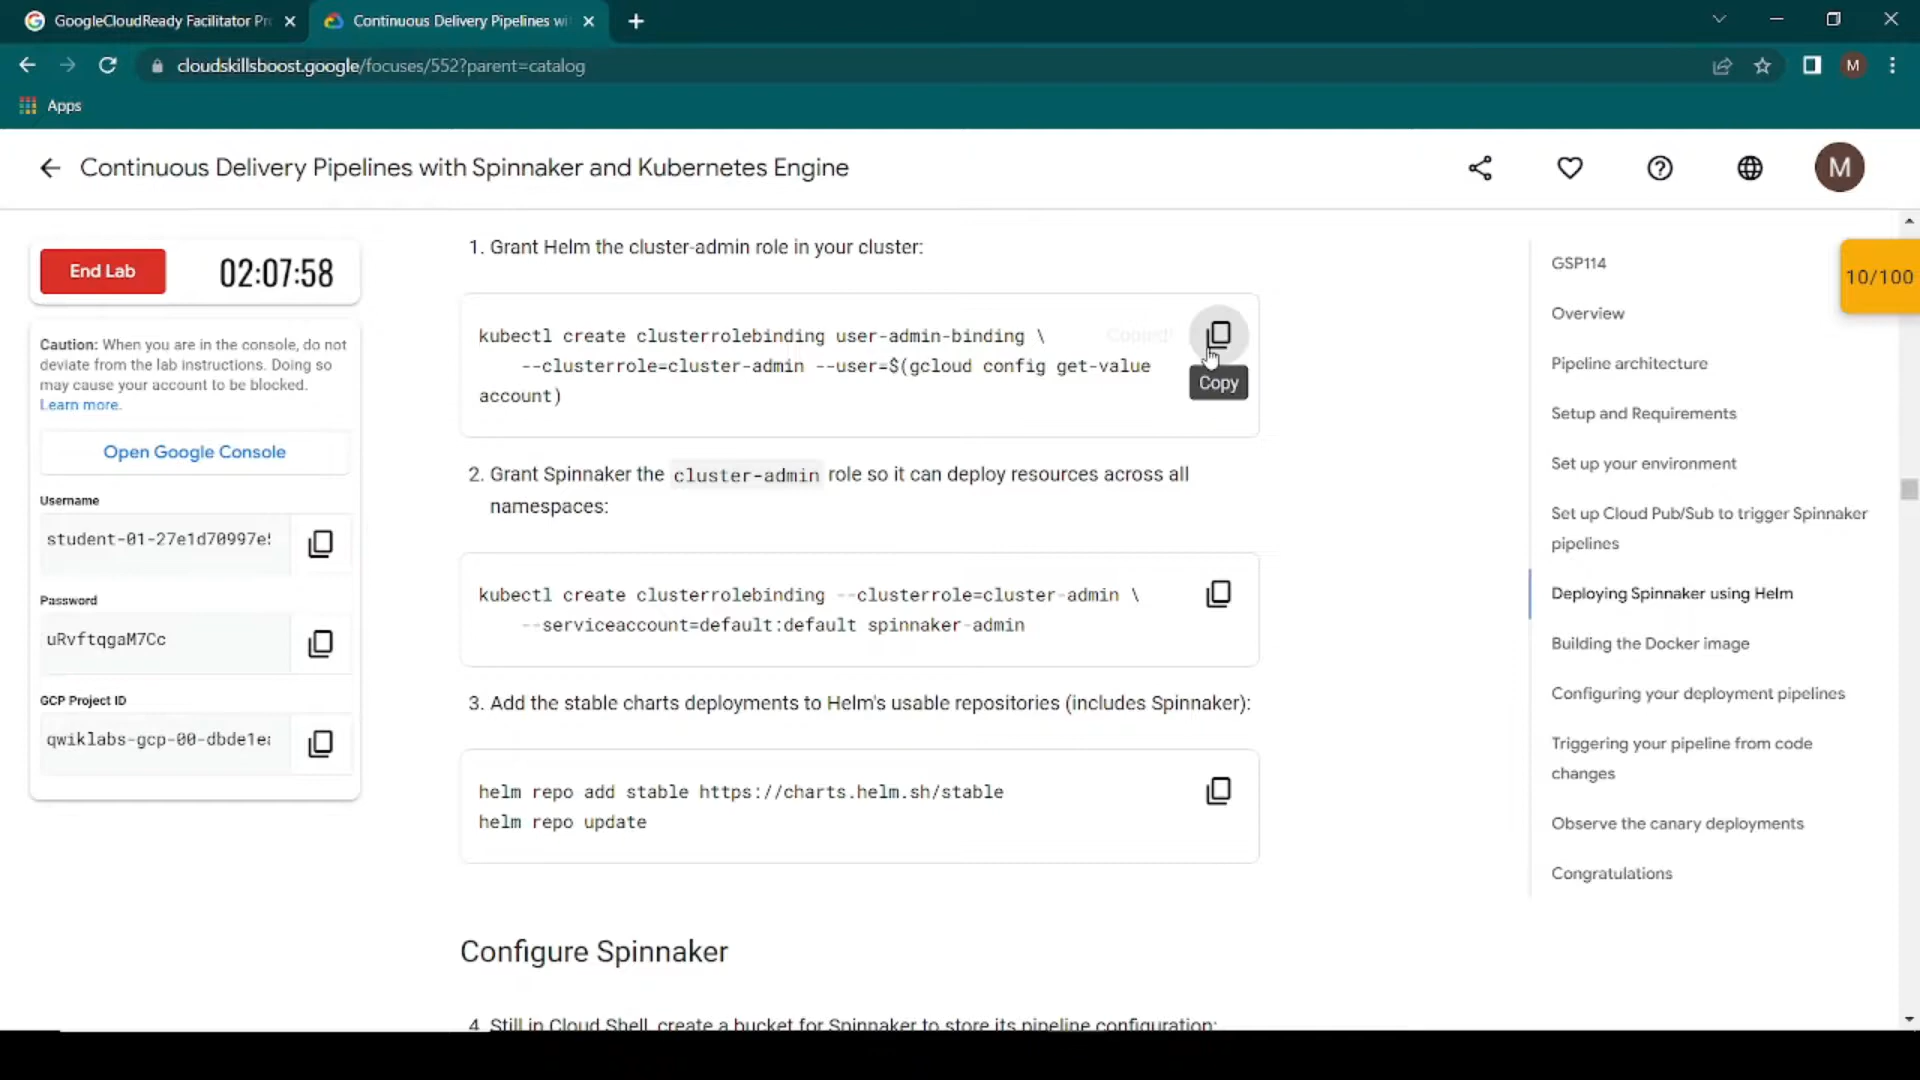 GoogleCloudReady Facilitator Pr
Continuous Delivery Pipelines wi
cloudskillsboost.google/focuses/552?parent=catalog
M
Apps
Continuous Delivery Pipelines with Spinnaker and Kubernetes Engine
M
End Lab
02:07:58
Caution: When you are in the console, do not
deviate from the lab instructions. Doing so
may cause your account to be blocked.
Learn more.
Open Google Console
Username
student-01-27e1d70997e
Password
uRvftqgaM7Cc
GCP Project ID
qwiklabs-gcp-00-dbde1e
1. Grant Helm the cluster-admin role in your cluster:
kubectl create clusterrolebinding user-admin-binding \
--clusterrole=cluster-admin --user=$(gcloud config get-value
account)
Copied!
Copy
2. Grant Spinnaker the cluster-admin role so it can deploy resources across all
namespaces:
kubectl create clusterrolebinding --clusterrole=cluster-admin \
--serviceaccount=default:default spinnaker-admin
3. Add the stable charts deployments to Helm's usable repositories (includes Spinnaker):
helm repo add stable https://charts.helm.sh/stable
helm repo update
Configure Spinnaker
4. Still in Cloud Shell, create a bucket for Spinnaker to store its pipeline configuration:
GSP114
10/100
Overview
Pipeline architecture
Setup and Requirements
Set up your environment
Set up Cloud Pub/Sub to trigger Spinnaker
pipelines
Deploying Spinnaker using Helm
Building the Docker image
Configuring your deployment pipelines
Triggering your pipeline from code
changes
Observe the canary deployments
Congratulations